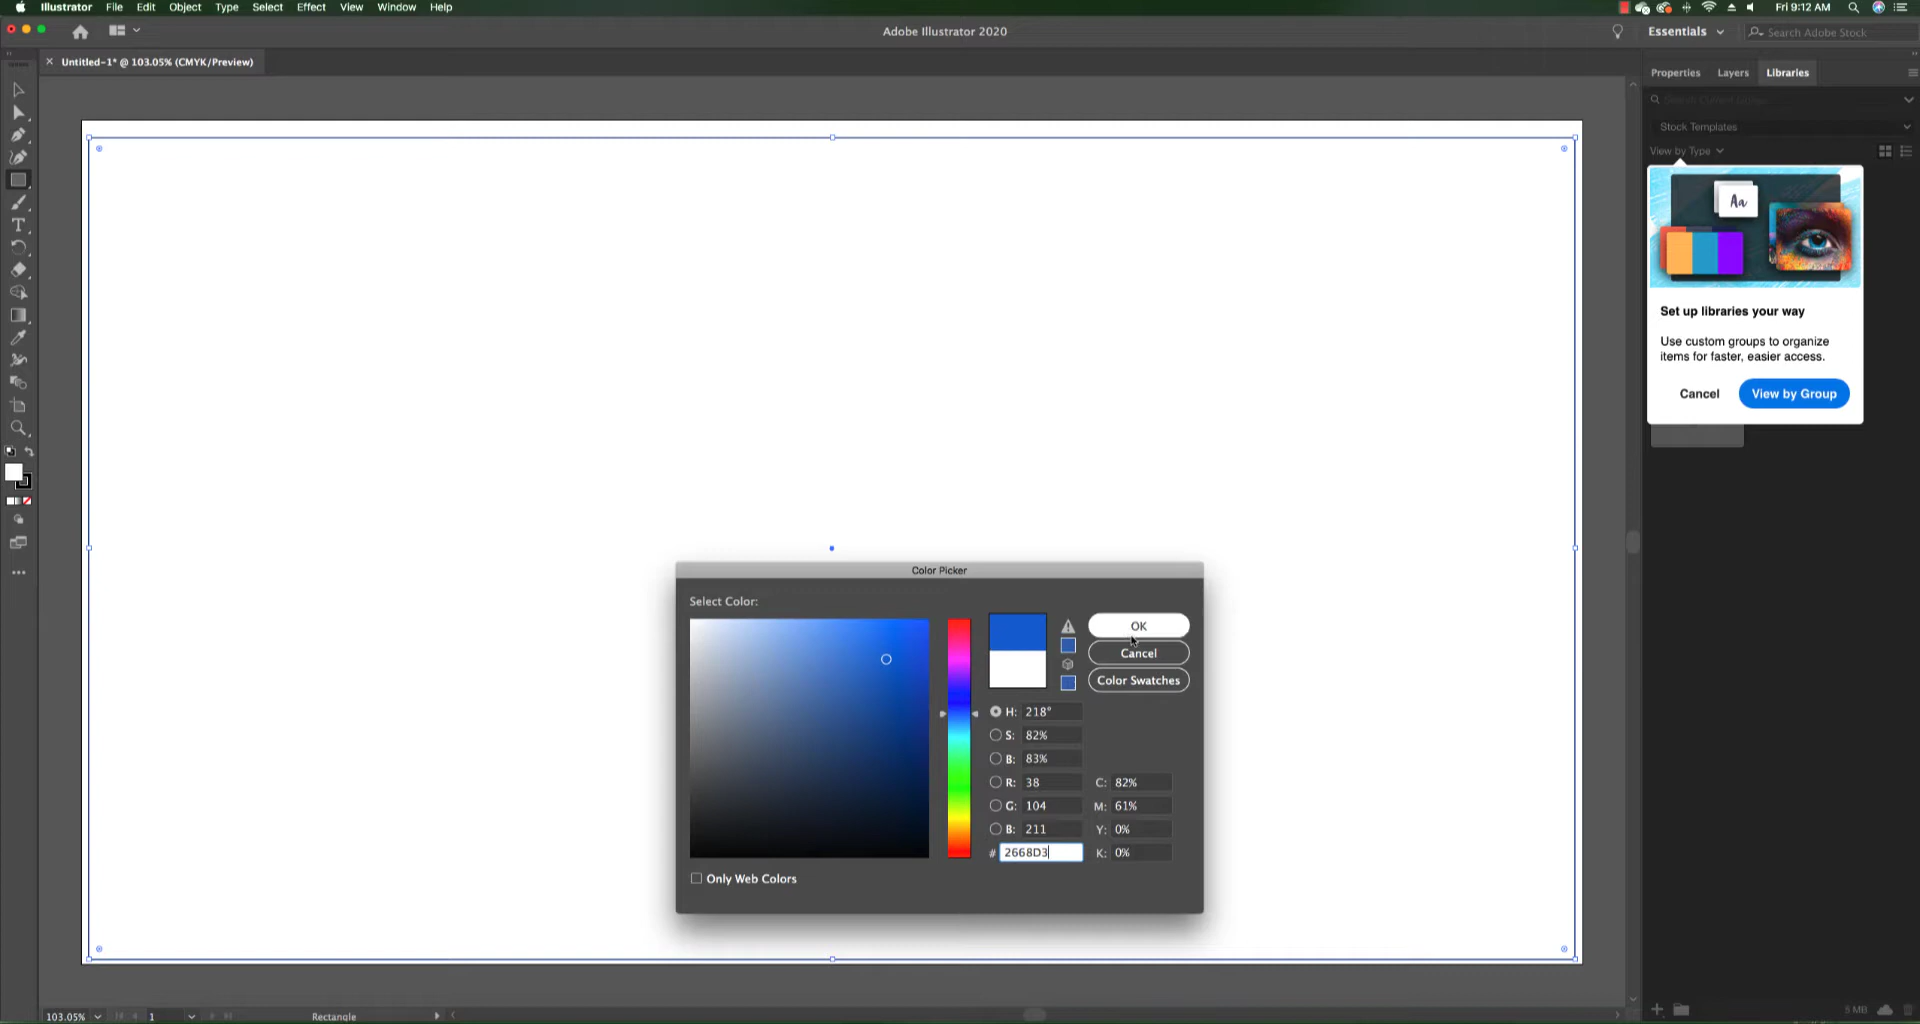 Illustrator File Edit Object Type Select Effect View Window Help
Fri 9:12 AM
Adobe Illustrator 2020
Essentials
Search Adobe Stock
Untitled-1* @ 103.05% (CMYK/Preview)
Properties Layers Libraries
Stock Templates
View by Type
Aa
Set up libraries your way
Use custom groups to organize
items for faster, easier access.
Cancel View by Group
T
Color Picker
Select Color:
OK
Cancel
Color Swatches
H: 218°
S: 82%
B: 83%
R: 38 C: 82%
G: 104 M: 61%
B: 211 Y: 0%
# 2668D3 K: 0%
Only Web Colors
103.05% 1 Rectangle
5 MB